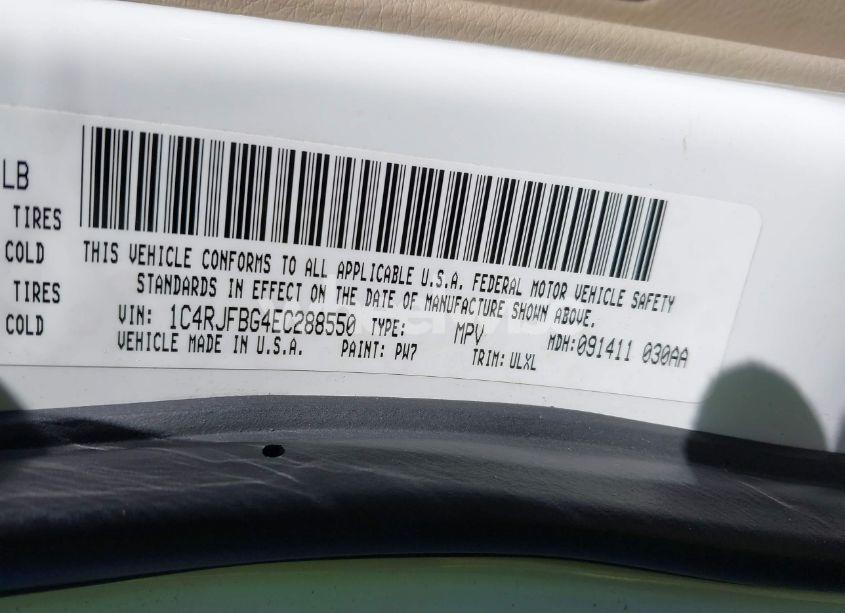 LB
TIRES
COLD
TIRES
COLD
THIS VEHICLE CONFORMS TO ALL APPLICABLE U.S.A. FEDERAL MOTOR VEHICLE SAFETY
STANDARDS IN EFFECT ON THE DATE OF MANUFACTURE SHOWN ABOVE.
VIN: 1C4RJFBG4EC288550 TYPE: MPV MDH:091411 030AA
VEHICLE MADE IN U.S.A. PAINT: PW7 TRIM: ULXL